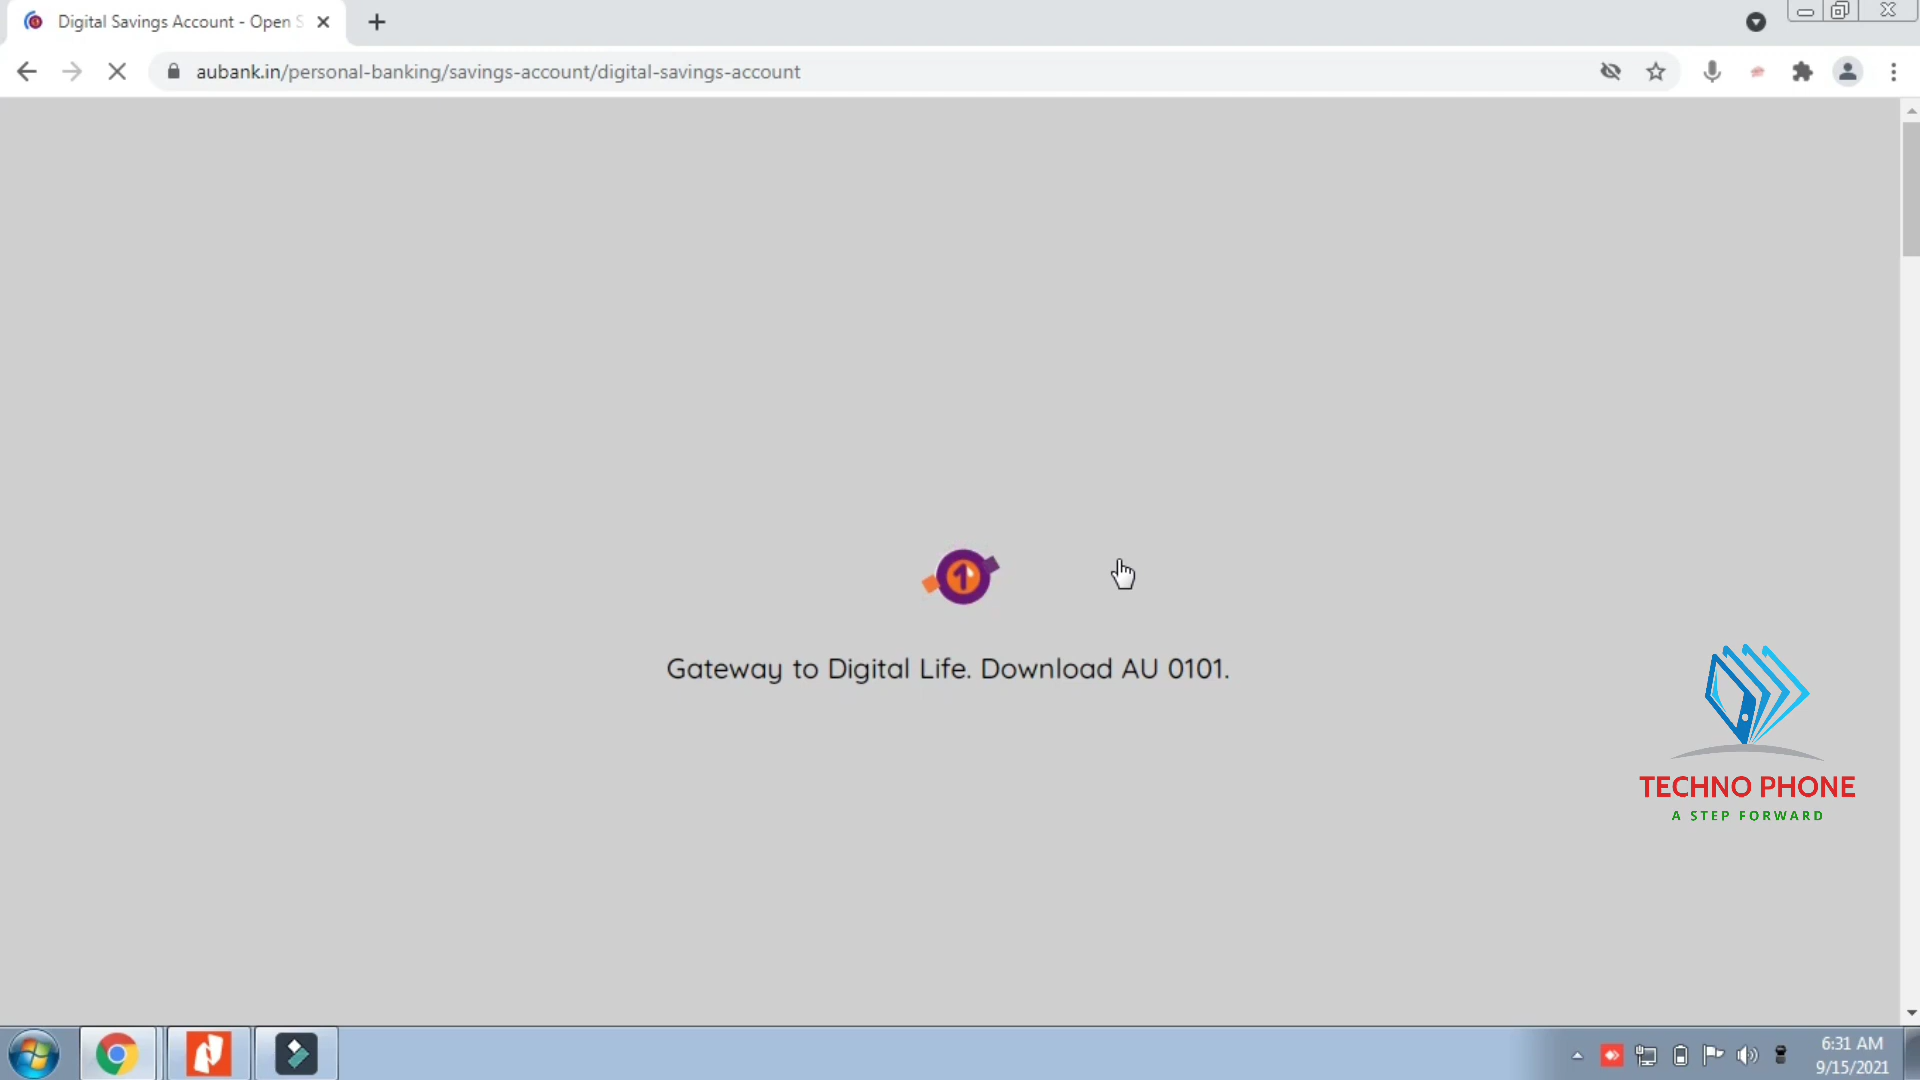 Digital Savings Account - Open S
aubank.in/personal-banking/savings-account/digital-savings-account
1
Gateway to Digital Life. Download AU 0101.
TECHNO PHONE
A STEP FORWARD
6:31 AM
9/15/2021